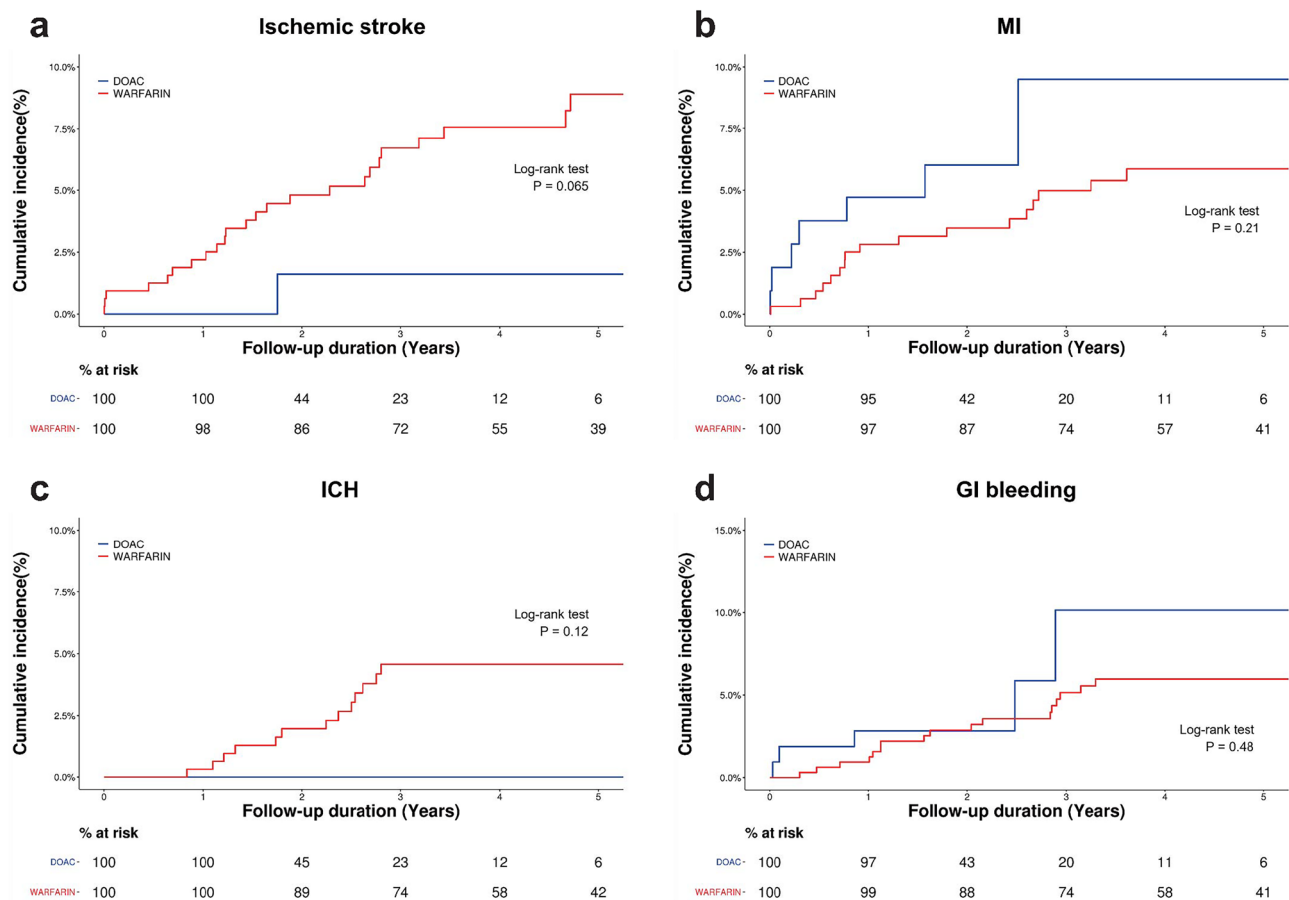 a
Ischemic stroke
10.0%
7.5%
5.0%
2.5%
0.0%
Cumulative incidence(%)
DOAC
WARFARIN
Log-rank test
P = 0.065
0 1 2 3 4 5
Follow-up duration (Years)
% at risk
DOAC- 100 100 44 23 12 6
WARFARIN- 100 98 86 72 55 39
b
MI
10.0%
7.5%
5.0%
2.5%
0.0%
Cumulative incidence(%)
DOAC
WARFARIN
Log-rank test
P = 0.21
0 1 2 3 4 5
Follow-up duration (Years)
% at risk
DOAC- 100 95 42 20 11 6
WARFARIN- 100 97 87 74 57 41
c
ICH
10.0%
7.5%
5.0%
2.5%
0.0%
Cumulative incidence(%)
DOAC
WARFARIN
Log-rank test
P = 0.12
0 1 2 3 4 5
Follow-up duration (Years)
% at risk
DOAC- 100 100 45 23 12 6
WARFARIN- 100 100 89 74 58 42
d
GI bleeding
15.0%
10.0%
5.0%
0.0%
Cumulative incidence(%)
DOAC
WARFARIN
Log-rank test
P = 0.48
0 1 2 3 4 5
Follow-up duration (Years)
% at risk
DOAC- 100 97 43 20 11 6
WARFARIN- 100 99 88 74 58 41